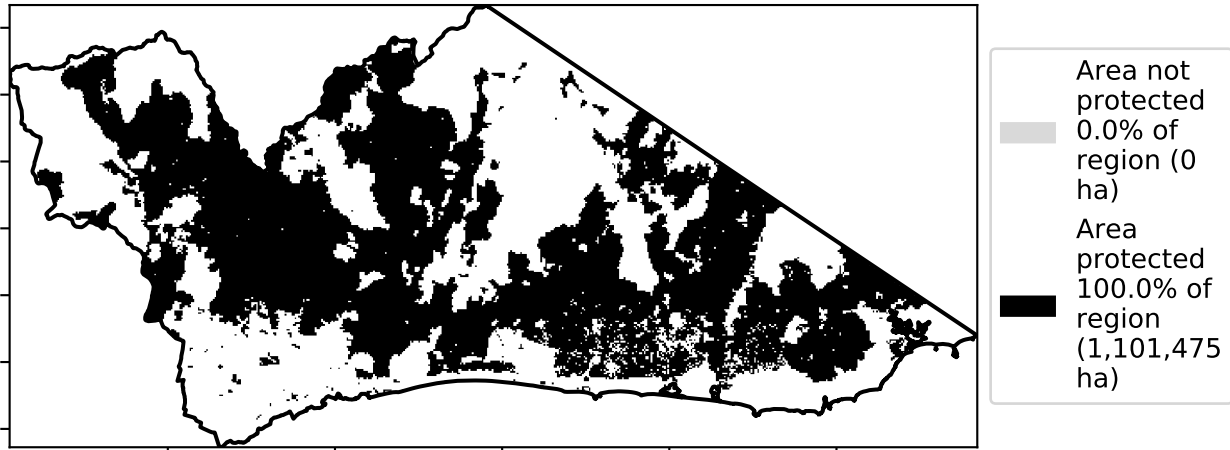 Area not
protected
0.0% of
region (0
ha)
Area
protected
100.0% of
region
(1,101,475
ha)